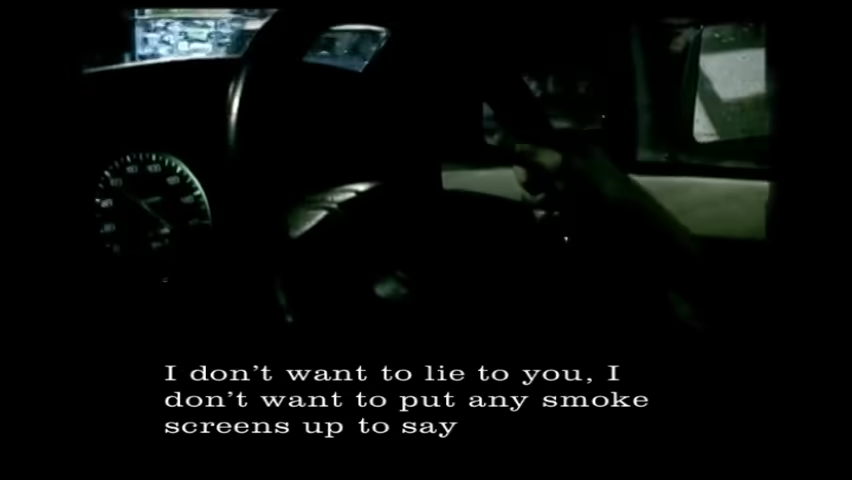 I don't want to lie to you, I
don't want to put any smoke
screens up to say